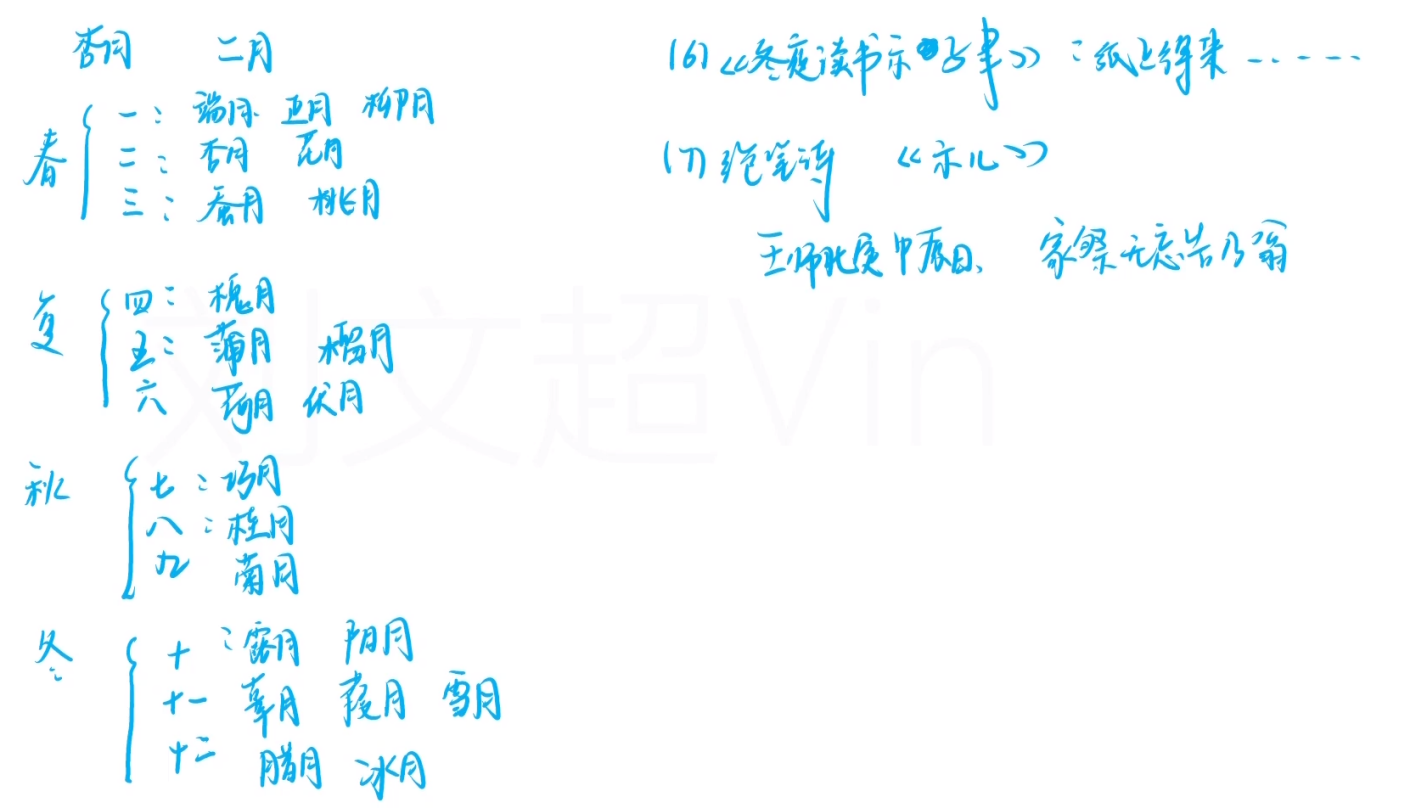 杏月 二月
春
一: 端月 正月 柳月
二: 杏月 花月
三: 蚕月 桃月
夏
四: 槐月
五: 蒲月 榴月
六 荷月 伏月
秋
七: 巧月
八: 桂月
九 菊月
冬
十: 露月 阴月
十一 辜月 葭月 雪月
十二 腊月 冰月
(6)《冬夜读书示子聿》: 纸上得来……
(7) 绝笔诗 《示儿》
王师北定中原日、 家祭无忘告乃翁
刘文超Vin